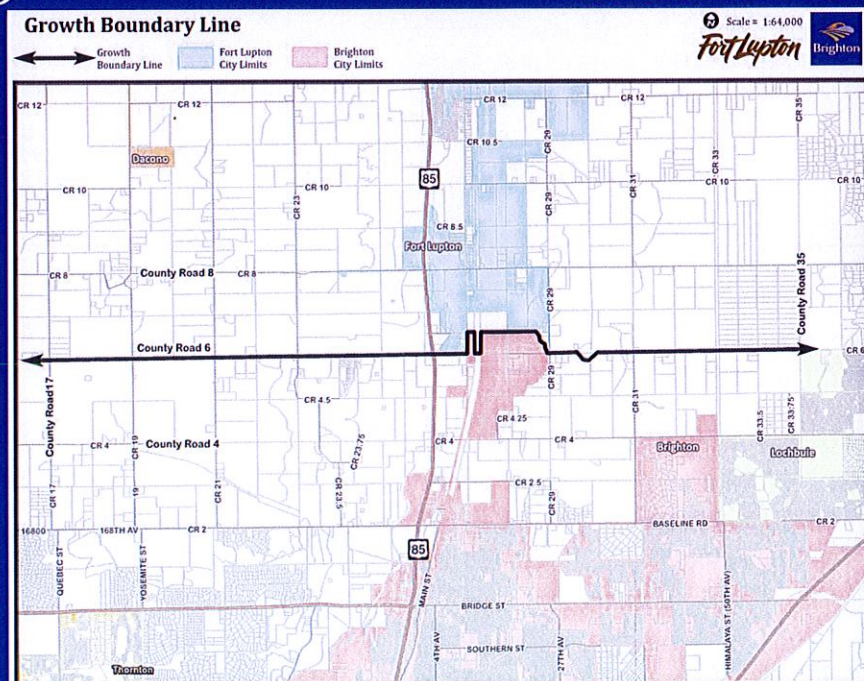 Growth Boundary Line
Growth
Boundary Line
Fort Lupton
City Limits
Brighton
City Limits
Scale = 1:64,000
Fort Lupton
Brighton
CR 12
CR 12
CR 12
CR 12
CR 35
Dacono
CR 10 5
CR 29
CR 33
85
CR 10
CR 10
CR 31
CR 10
CR 10
CR 23
CR 29
CR 8.5
Fort Lupton
CR 8
County Road 8
CR 8
County Road 35
CR 29
County Road 6
CR 6
CR 29
County Road17
CR 4.5
CR 31
CR 33.5
CR 33.75
CR 4.25
CR 4
CR 19
County Road 4
CR 23.75
CR 4
CR 4
Brighton
Lochbuie
CR 17
19
CR 21
CR 23.5
CR 2 5
CR 29
16800
168TH AV
CR 2
BASELINE RD
CR 2
QUEBEC ST
YOSEMITE ST
85
MAIN ST
BRIDGE ST
4TH AV
SOUTHERN ST
27TH AV
HIMALAYA ST (50TH AV)
Thornton